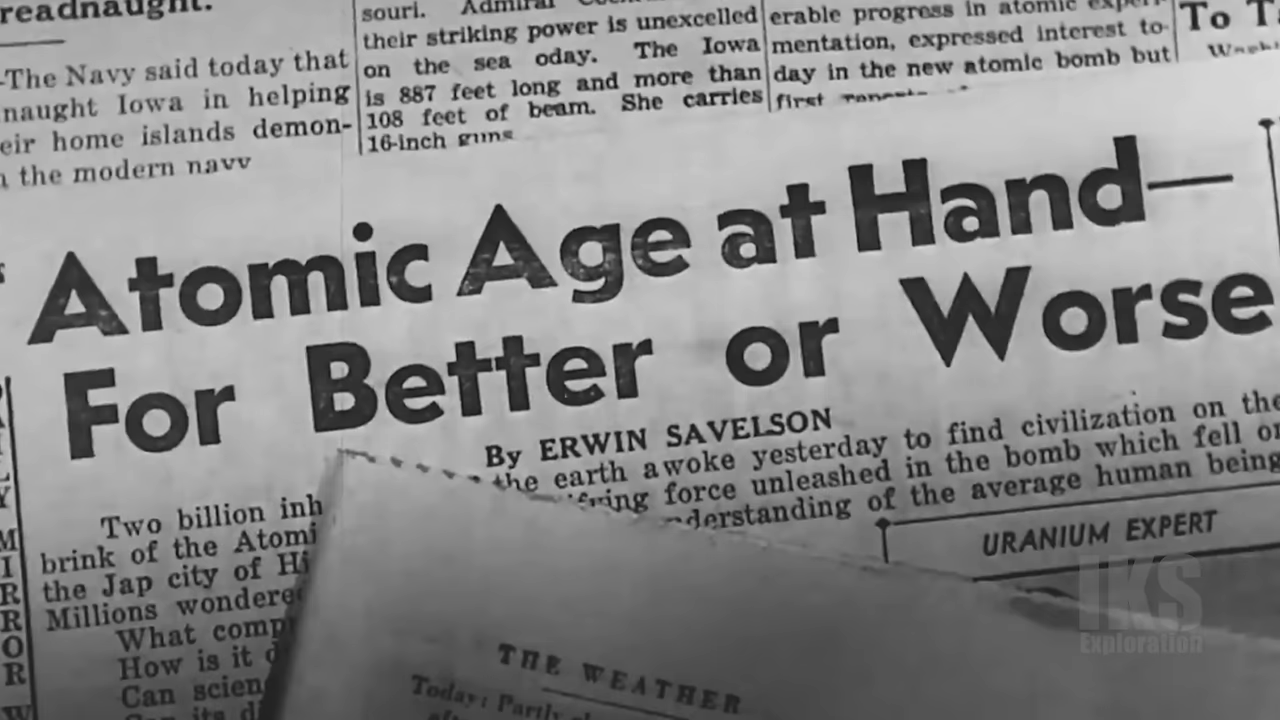 readnaught.
-The Navy said today that
naught Iowa in helping
eir home islands demon-
the modern navy
souri. Admiral
their striking power is unexcelled
on the sea oday. The Iowa
is 887 feet long and more than
108 feet of beam. She carries
16-inch guns
erable progress in atomic experi-
mentation, expressed interest to-
day in the new atomic bomb but
first
To
Atomic Age at Hand—
For Better or Worse
By ERWIN SAVELSON
Two billion inh
the earth awoke yesterday to find civilization on the
brink of the Atomi
force unleashed in the bomb which fell on
the Jap city of Hi
derstanding of the average human being
Millions wondered
What comp
How is it d
Can scien
URANIUM EXPERT
THE WEATHER
Today: Partly
M
I
R
R
O
R
W
IKS
Exploration